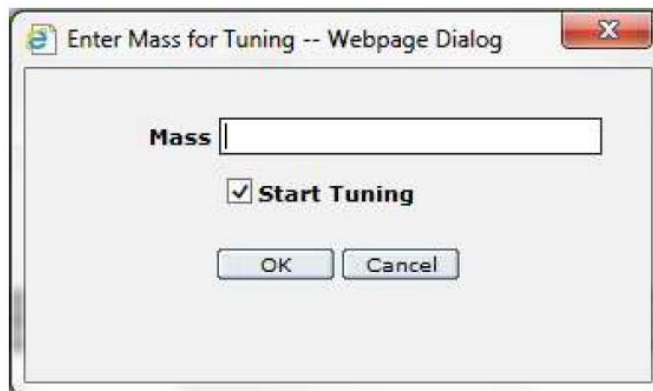 Enter Mass for Tuning -- Webpage Dialog
Mass
Start Tuning
OK Cancel